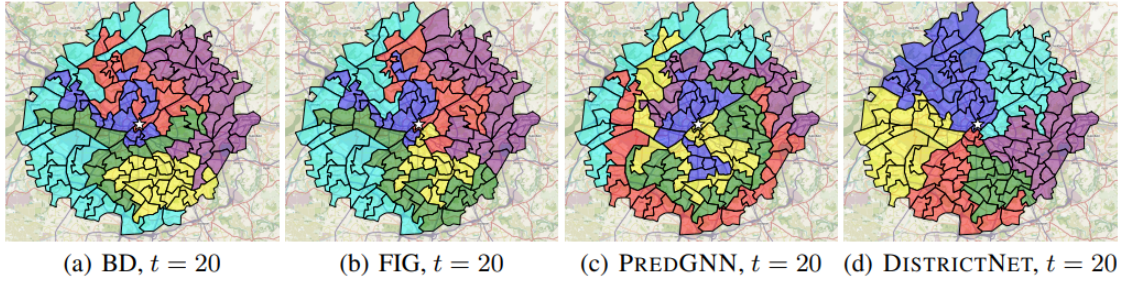 (a) BD, t = 20
(b) FIG, t = 20
(c) PREDGNN, t = 20
(d) DISTRICTNET, t = 20